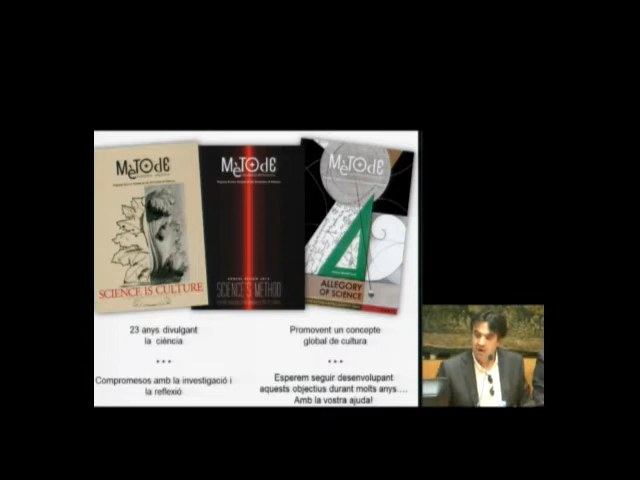 MèTOdE
MèTOdE
MèTOdE
SCIENCE IS CULTURE
SCIENCE'S METHOD
ALLEGORY
OF SCIENCE
23 anys divulgant
la ciència
***
Compromesos amb la investigació i
la reflexió
Promovent un concepte
global de cultura
***
Esperem seguir desenvolupant
aquests objectius durant molts anys....
Amb la vostra ajuda!